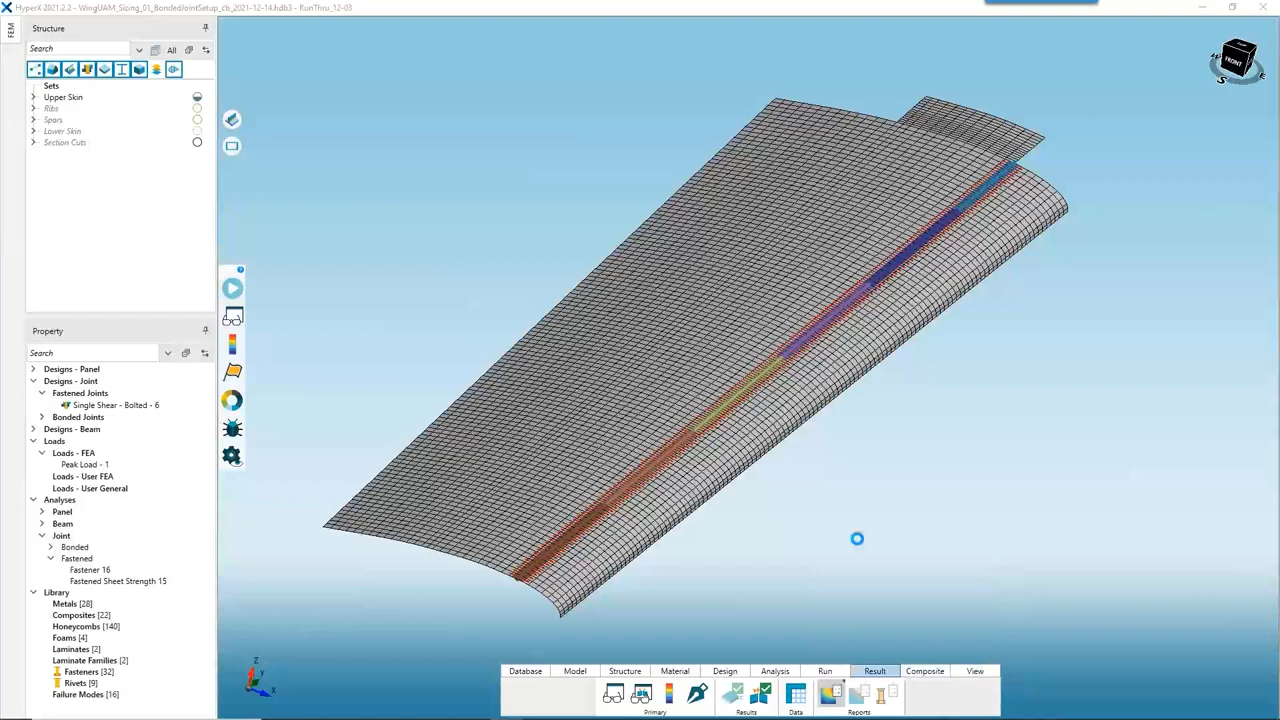 HyperX 2021.2.2 - WingUAM_Sizing_01_BondedJointSetup_cb_2021-12-14.hdb3 - RunThru_12-03
FEM
Structure
Search
All
Sets
Upper Skin
Ribs
Spars
Lower Skin
Section Cuts
Property
Search
Designs - Panel
Designs - Joint
Fastened Joints
Single Shear - Bolted - 6
Bonded Joints
Designs - Beam
Loads
Loads - FEA
Peak Load - 1
Loads - User FEA
Loads - User General
Analyses
Panel
Beam
Joint
Bonded
Fastened
Fastener 16
Fastened Sheet Strength 15
Library
Metals [28]
Composites [22]
Honeycombs [140]
Foams [4]
Laminates [2]
Laminate Families [2]
Fasteners [32]
Rivets [9]
Failure Modes [16]
FRONT
S
E
Z
Y
X
Database Model Structure Material Design Analysis Run Result Composite View
Primary Results Data Reports